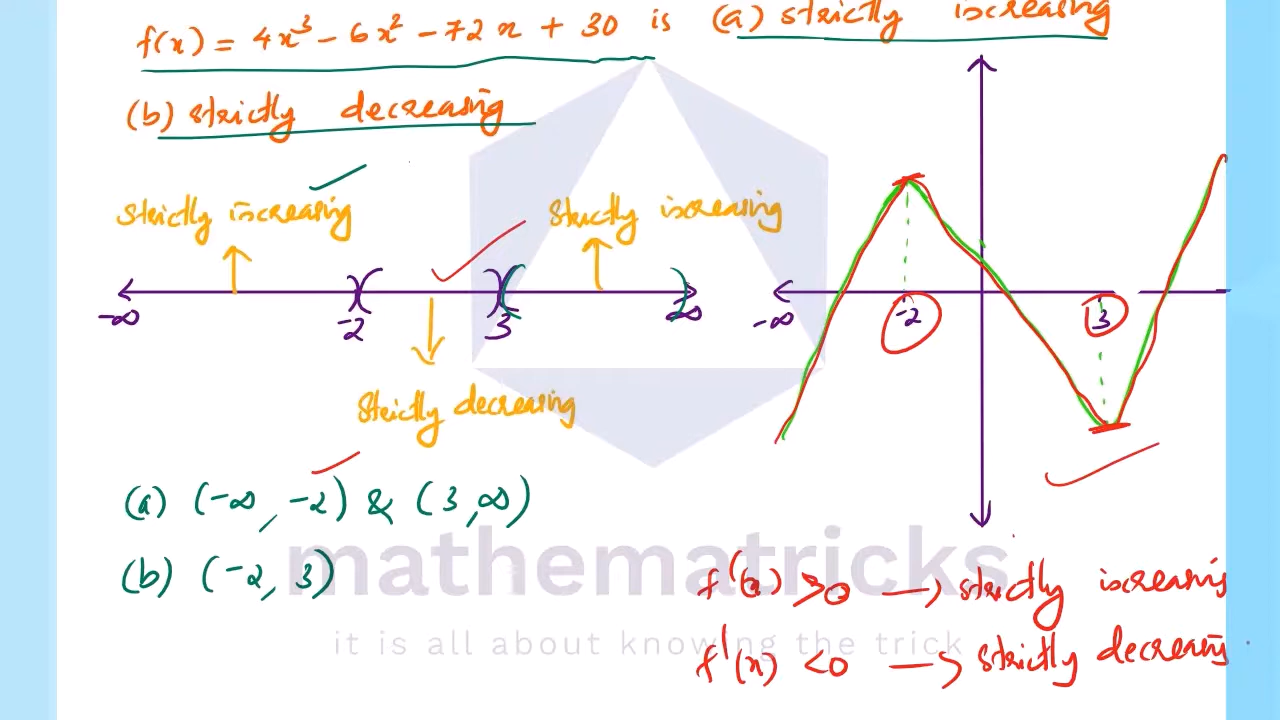 f(x) = 4x³ - 6x² - 72x + 30 is (a) strictly increasing
(b) strictly decreasing
strictly increasing
strictly increasing
-∞
-2
3
∞
strictly decreasing
-∞
-2
3
(a) (-∞, -2) & (3, ∞)
(b) (-2, 3)
mathematricks
it is all about knowing the trick
f'(x) >0 → strictly increasing
f'(x) <0 → strictly decreasing